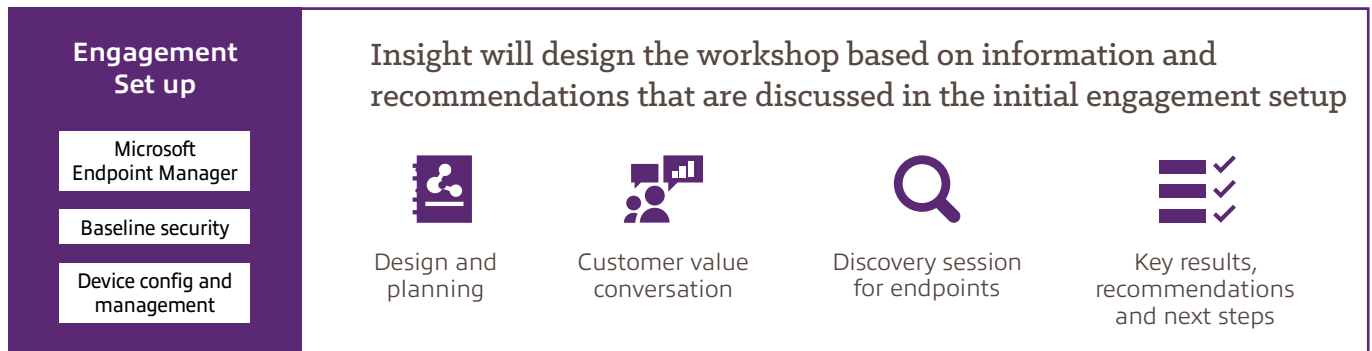 Engagement
Set up
Microsoft
Endpoint Manager
Baseline security
Device config and
management
Insight will design the workshop based on information and
recommendations that are discussed in the initial engagement setup
Design and
planning
Customer value
conversation
Discovery session
for endpoints
Key results,
recommendations
and next steps